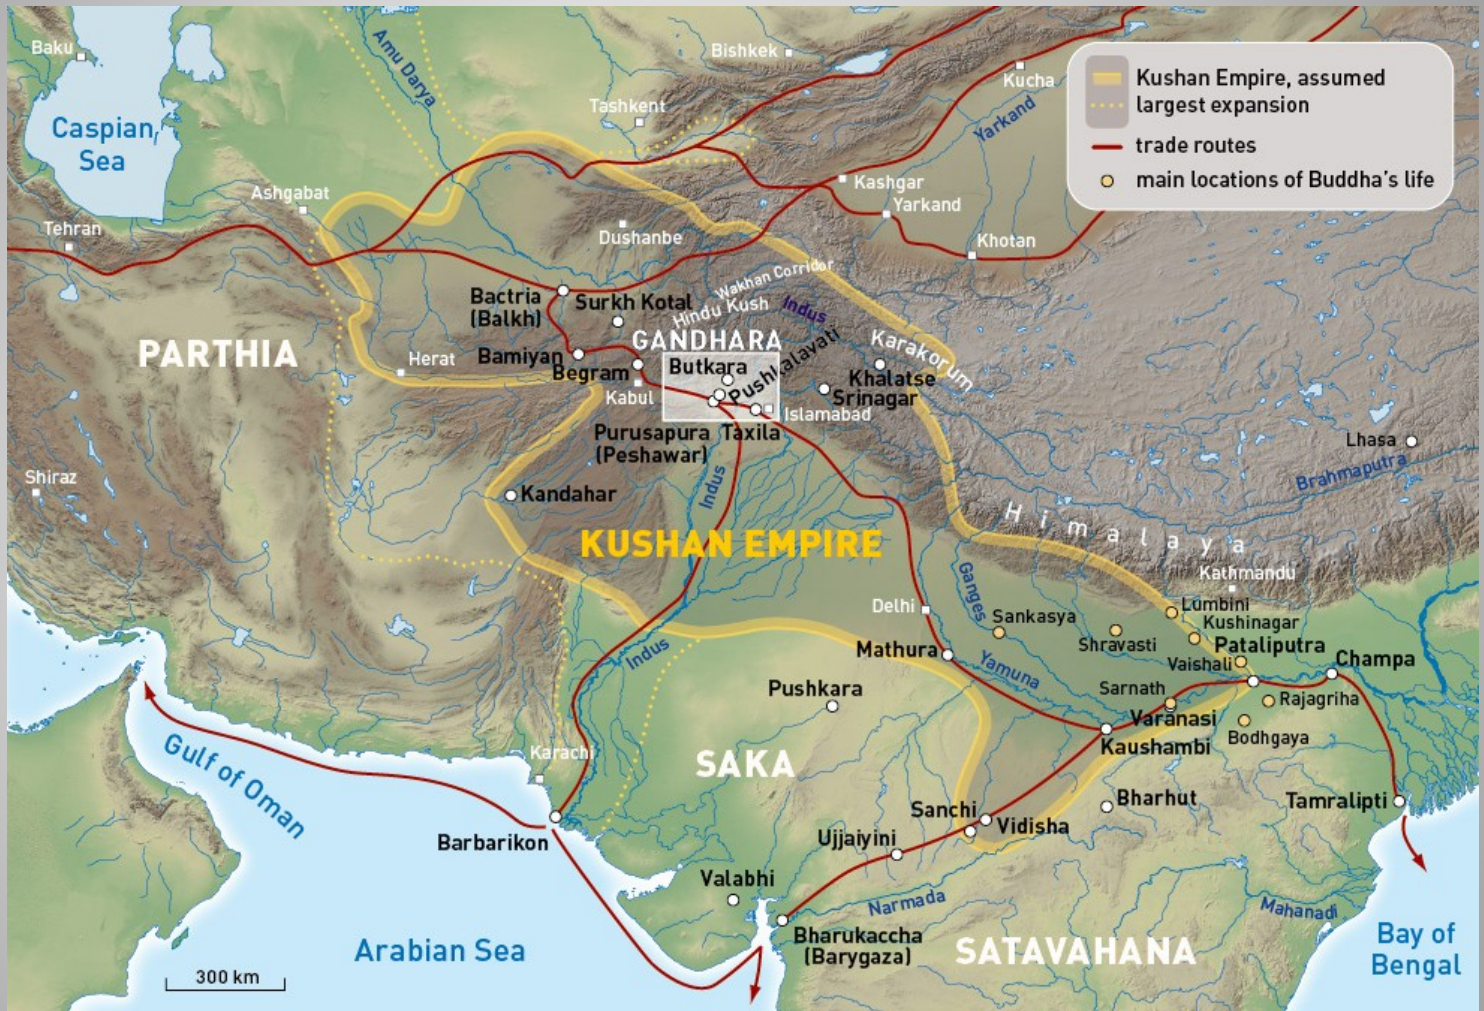 Baku
Caspian
Sea
Amu Darya
Bishkek
Tashkent
Kucha
Yarkand
Kushan Empire, assumed
largest expansion
trade routes
main locations of Buddha's life
Ashgabat
Tehran
Kashgar
Yarkand
Dushanbe
Khotan
Wakhan Corridor
Bactria
(Balkh)
Surkh Kotal
Hindu Kush
Indus
GANDHARA
Karakorum
PARTHIA
Herat
Bamiyan
Begram
Butkara
Pushkalavati
Khalatse
Srinagar
Kabul
Islamabad
Purusapura
(Peshawar)
Taxila
Lhasa
Brahmaputra
Shiraz
Kandahar
Indus
Himalaya
KUSHAN EMPIRE
Kathmandu
Ganges
Delhi
Sankasya
Lumbini
Kushinagar
Shravasti
Pataliputra
Mathura
Indus
Yamuna
Vaishali
Champa
Pushkara
Sarnath
Rajagriha
Varanasi
Bodhgaya
Kaushambi
Karachi
SAKA
Gulf of Oman
Sanchi
Bharhut
Tamralipti
Vidisha
Barbarikon
Ujjaiyini
Valabhi
Narmada
Mahanadi
Bharukaccha
(Barygaza)
Arabian Sea
SATAVAHANA
Bay of
Bengal
300 km